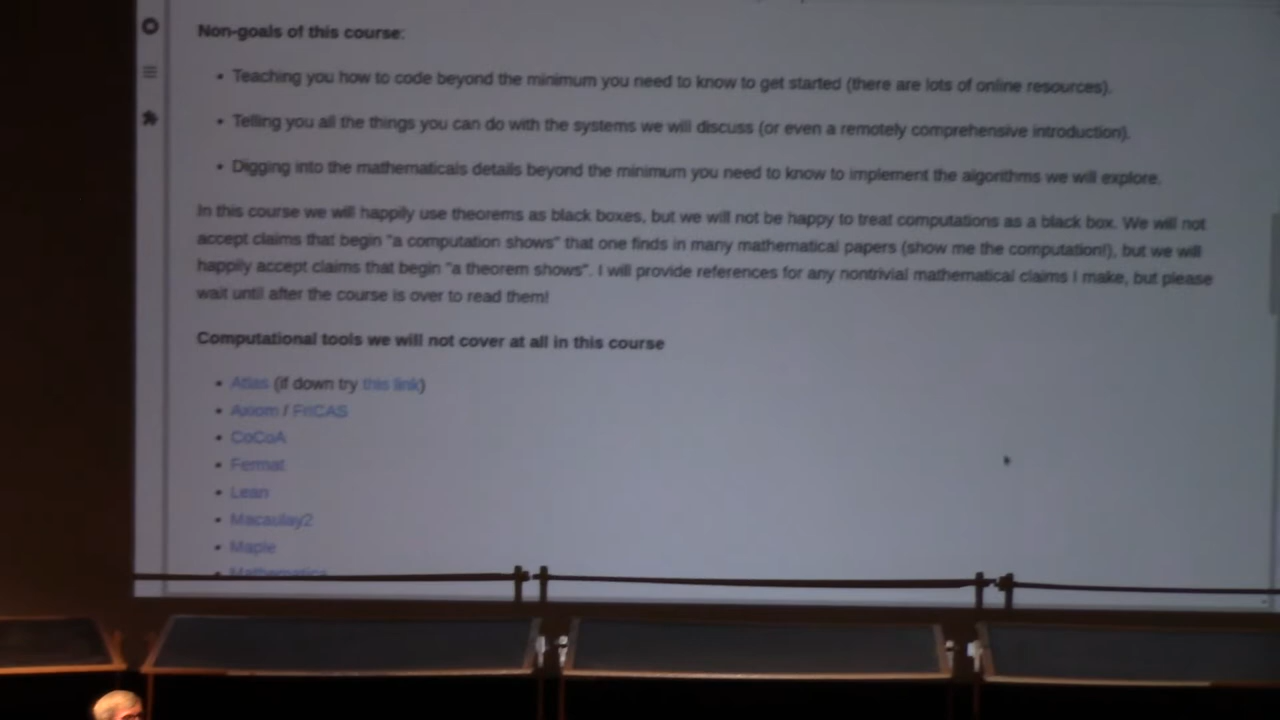 Non-goals of this course:
• Teaching you how to code beyond the minimum you need to know to get started (there are lots of online resources).
• Telling you all the things you can do with the systems we will discuss (or even a remotely comprehensive introduction).
• Digging into the mathematicals details beyond the minimum you need to know to implement the algorithms we will explore.
In this course we will happily use theorems as black boxes, but we will not be happy to treat computations as a black box. We will not
accept claims that begin "a computation shows" that one finds in many mathematical papers (show me the computation!), but we will
happily accept claims that begin "a theorem shows". I will provide references for any nontrivial mathematical claims I make, but please
wait until after the course is over to read them!
Computational tools we will not cover at all in this course
• Atlas (if down try this link)
• Axiom / FriCAS
• CoCoA
• Fermat
• Lean
• Macaulay2
• Maple
• Mathematica